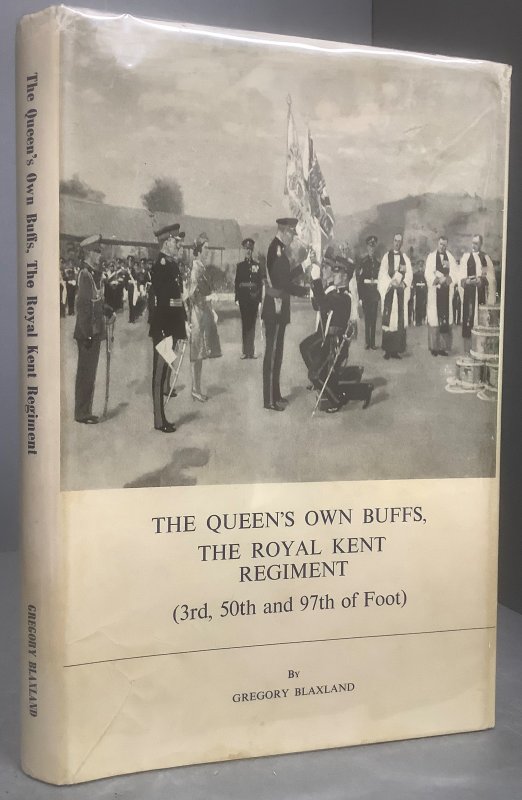 The Queen's Own Buffs, The Royal Kent Regiment
GREGORY BLAXLAND
THE QUEEN'S OWN BUFFS,
THE ROYAL KENT
REGIMENT
(3rd, 50th and 97th of Foot)
By
GREGORY BLAXLAND